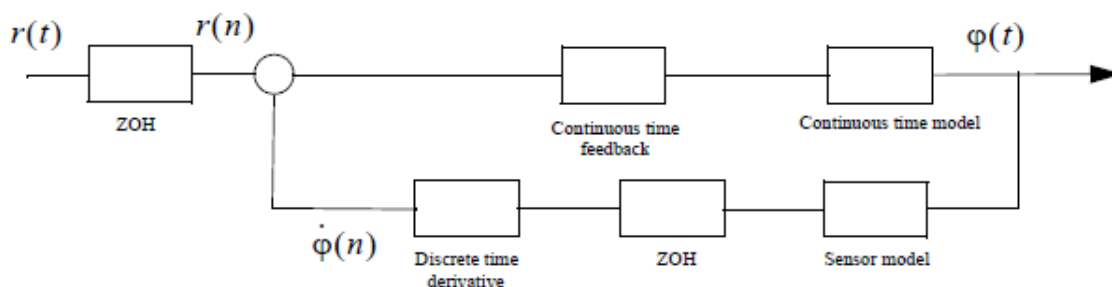 r(t)
r(n)
φ(t)
ZOH
Continuous time
feedback
Continuous time model
φ̇(n)
Discrete time
derivative
ZOH
Sensor model